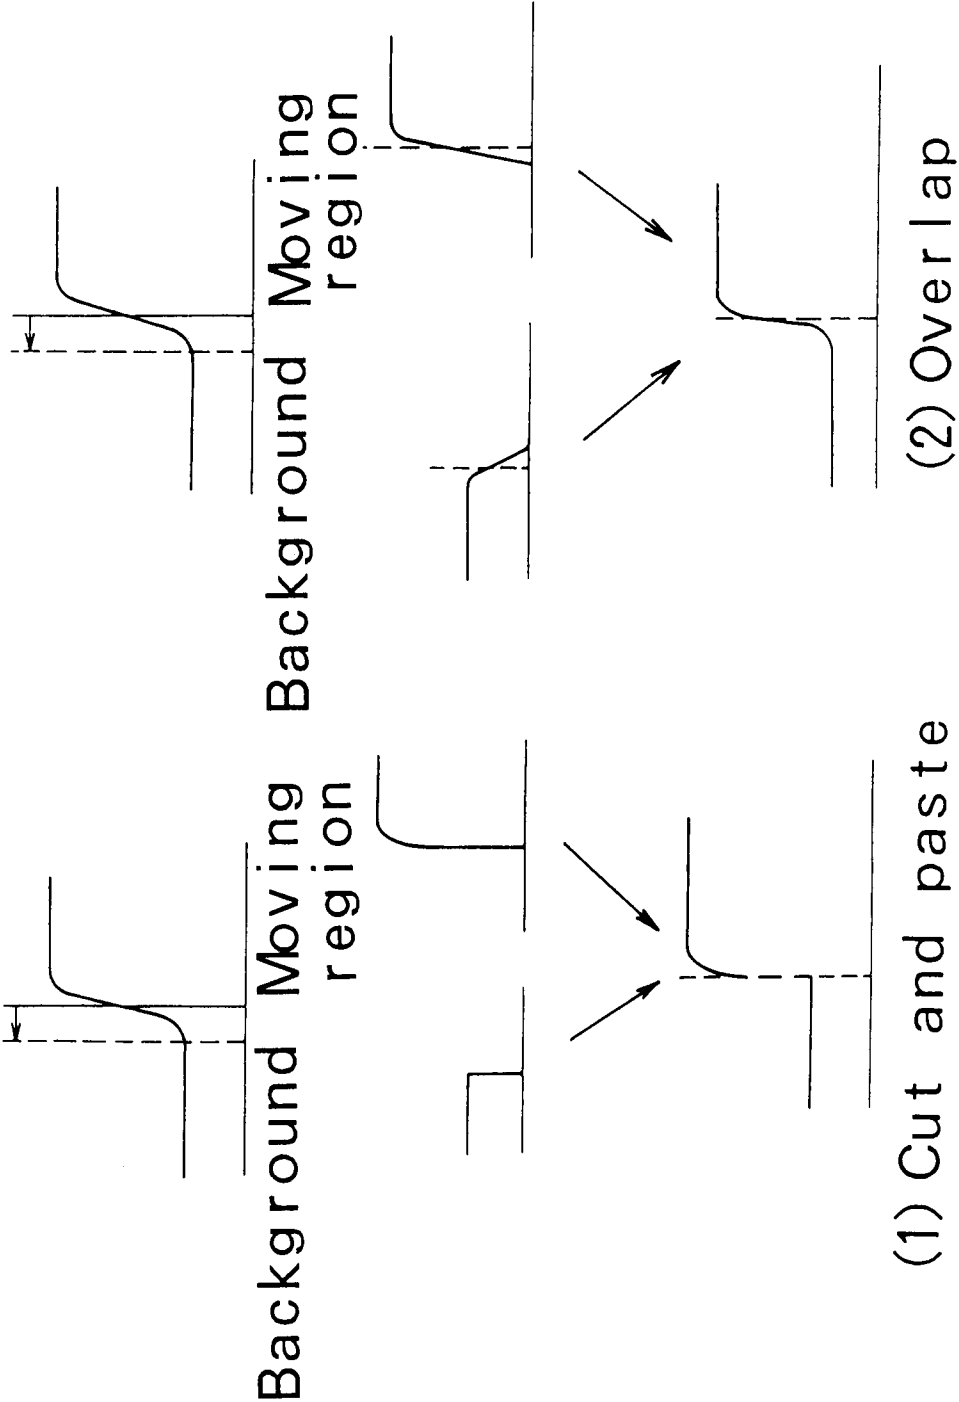 Background Moving
region
(1) Cut and paste
Background Moving
region
(2) Overlap